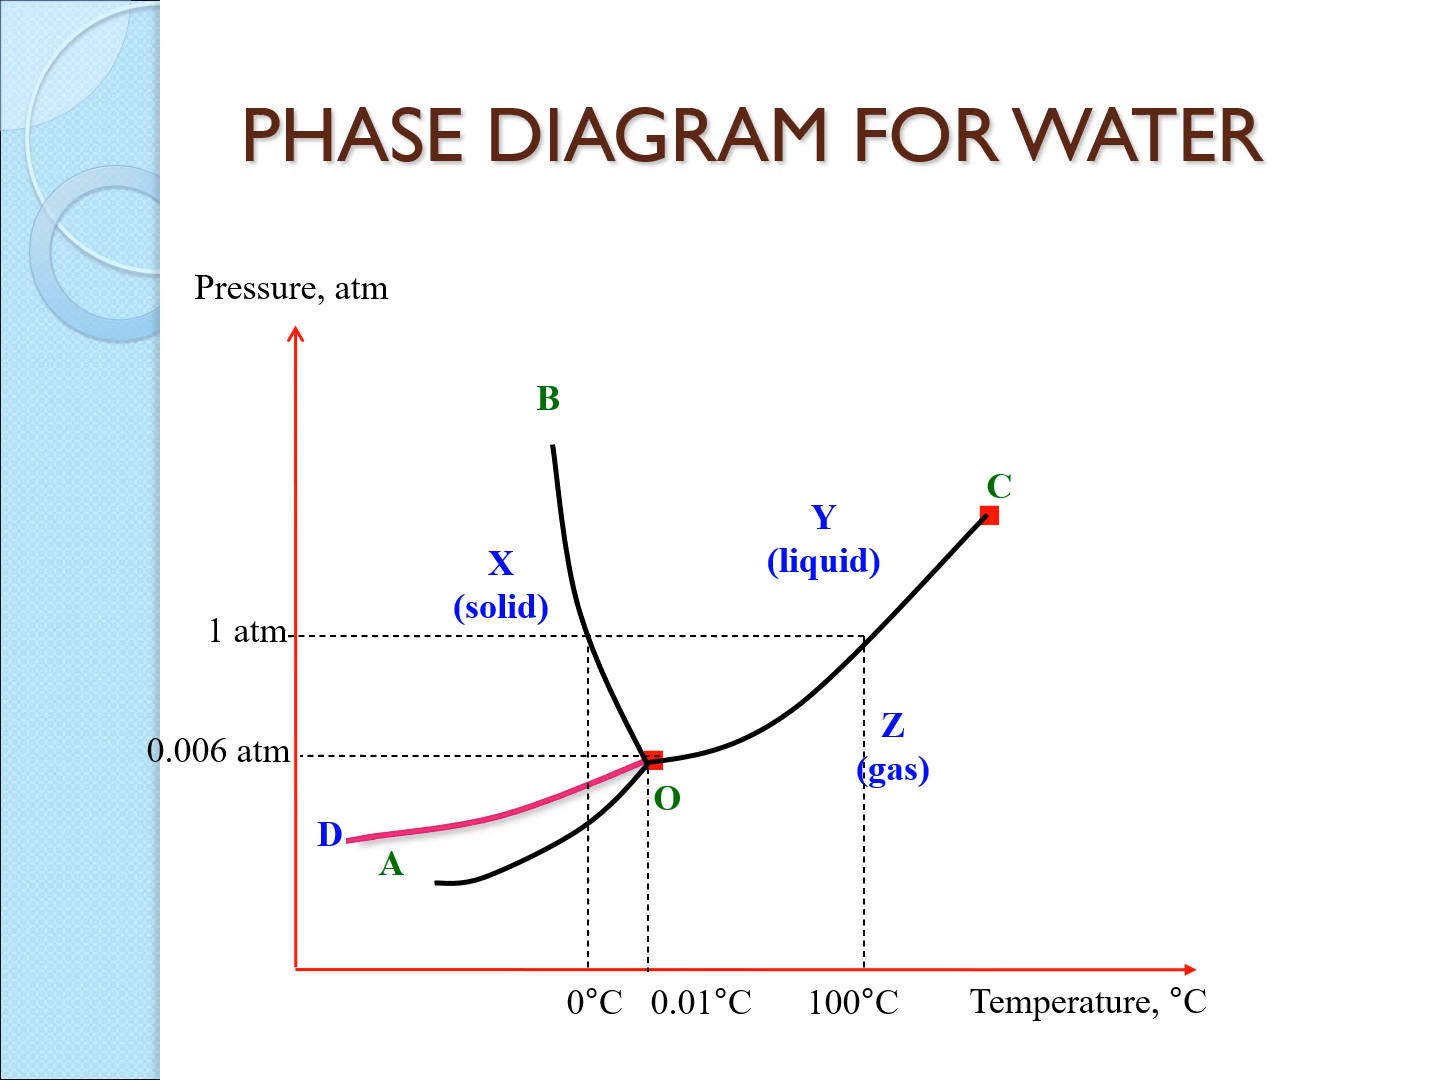 PHASE DIAGRAM FOR WATER
Pressure, atm
B
C
Y
(liquid)
X
(solid)
1 atm
Z
(gas)
0.006 atm
O
D
A
0°C
0.01°C
100°C
Temperature, °C